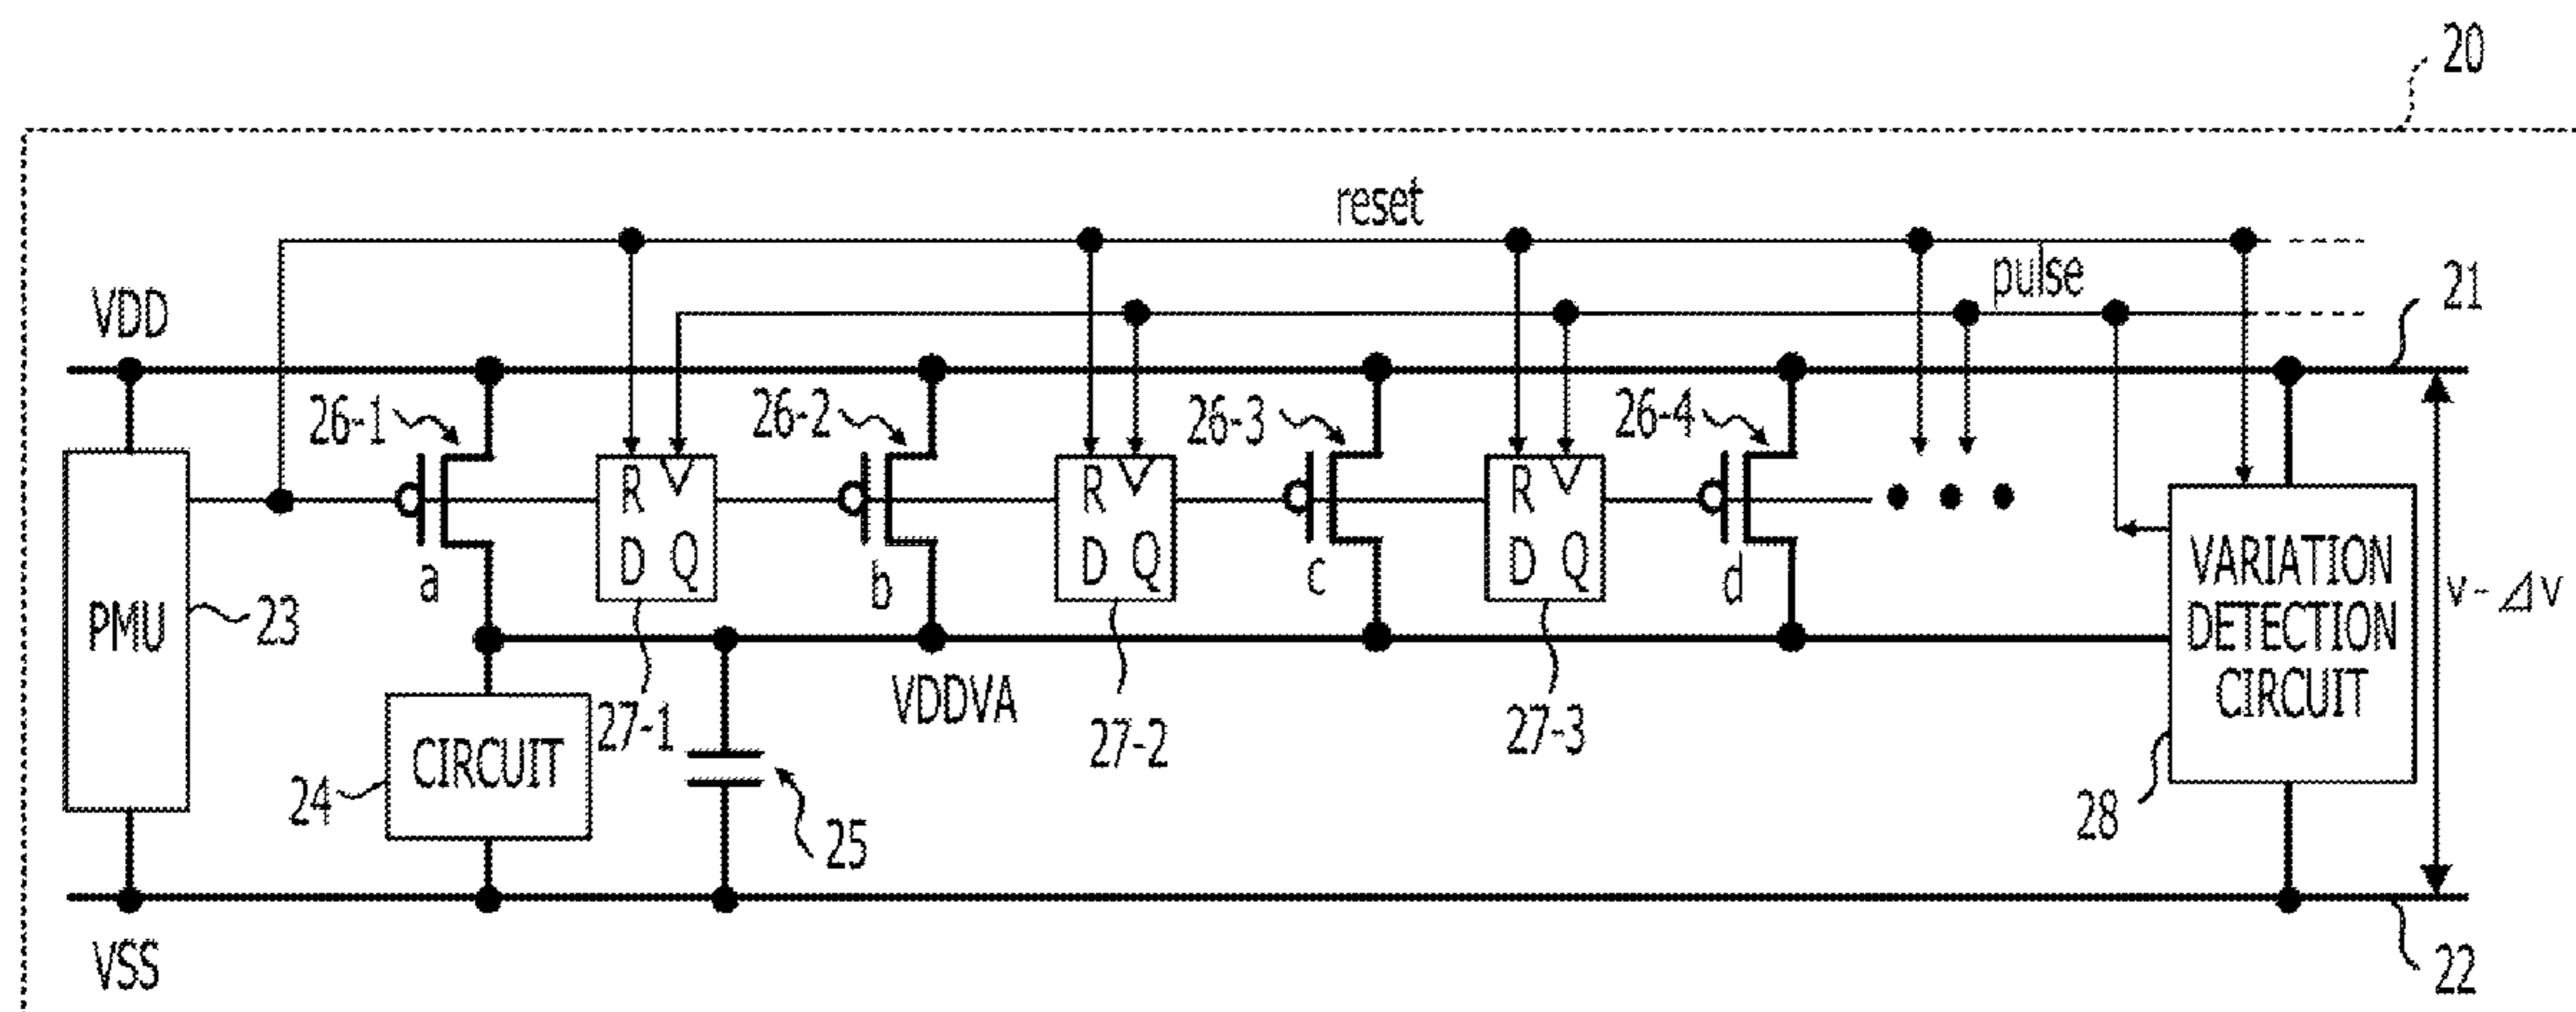 20
reset
pulse
VDD
21
26-1
26-2
26-3
26-4
R
D Q
R
D Q
R
D Q
a
b
c
d
PMU
23
VARIATION
DETECTION
CIRCUIT
v-Δv
VDDVA
27-1
27-2
27-3
CIRCUIT
24
25
28
VSS
22